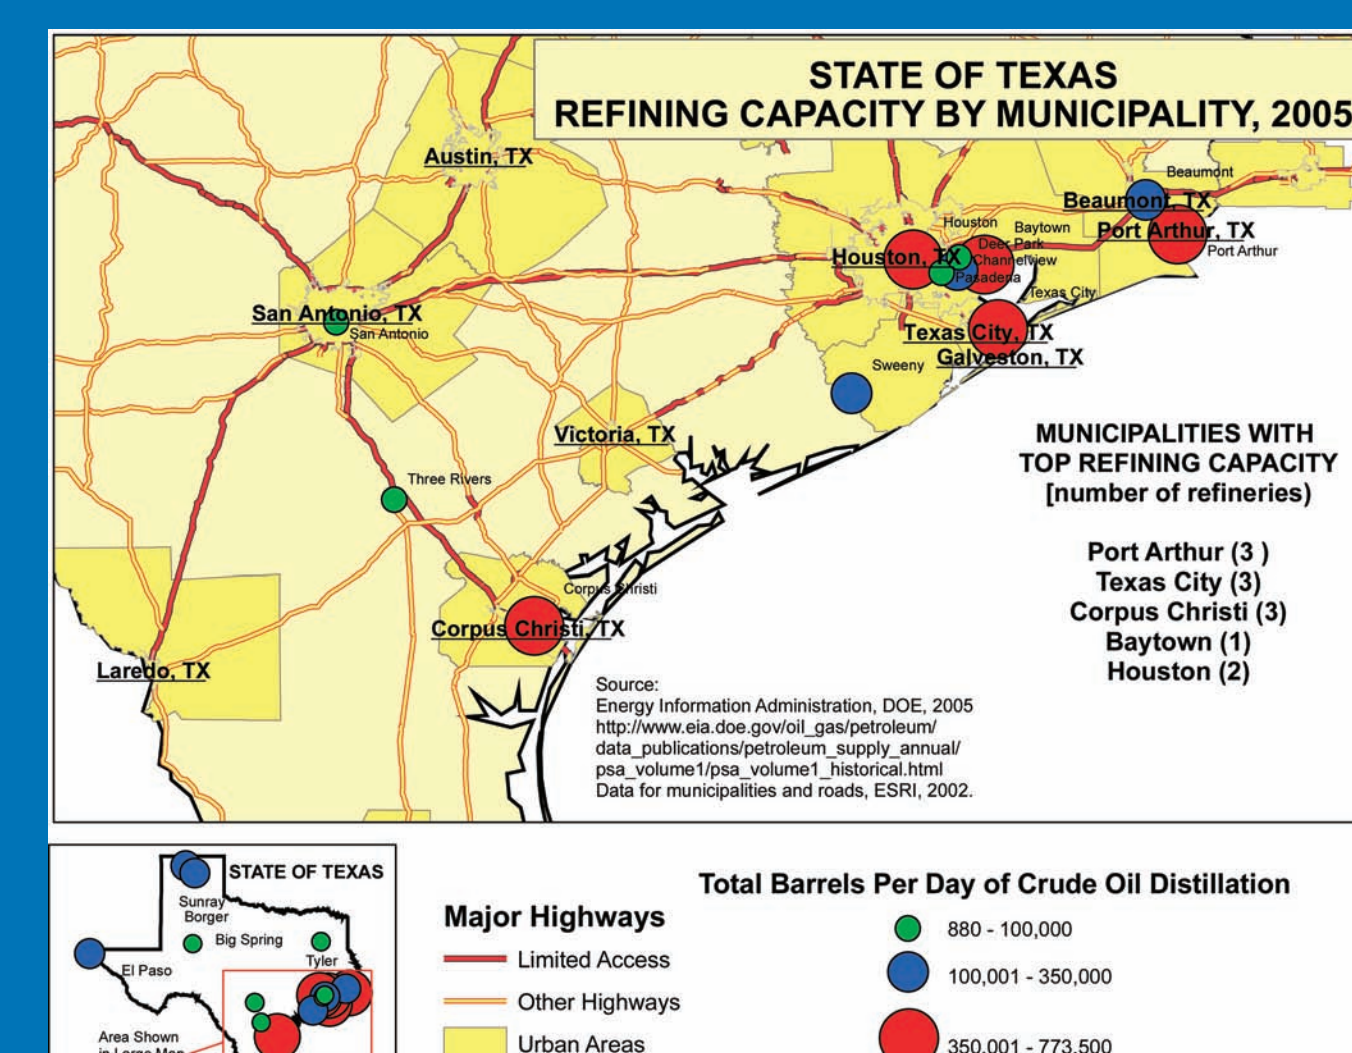 STATE OF TEXAS
REFINING CAPACITY BY MUNICIPALITY, 2005
Austin, TX
Beaumont
Beaumont, TX
Port Arthur, TX
Port Arthur
Houston
Baytown
Deer Park
Houston, TX
Channelview
Pasadena
Texas City
San Antonio, TX
San Antonio
Texas City, TX
Galveston, TX
Sweeny
Victoria, TX
Three Rivers
Corpus Christi
Corpus Christi, TX
Laredo, TX
MUNICIPALITIES WITH
TOP REFINING CAPACITY
[number of refineries)
Port Arthur (3 )
Texas City (3)
Corpus Christi (3)
Baytown (1)
Houston (2)
Source:
Energy Information Administration, DOE, 2005
http://www.eia.doe.gov/oil_gas/petroleum/
data_publications/petroleum_supply_annual/
psa_volume1/psa_volume1_historical.html
Data for municipalities and roads, ESRI, 2002.
STATE OF TEXAS
Sunray
Borger
Big Spring
Tyler
El Paso
Area Shown
in Large Map
Major Highways
Limited Access
Other Highways
Urban Areas
Total Barrels Per Day of Crude Oil Distillation
880 - 100,000
100,001 - 350,000
350,001 - 773,500